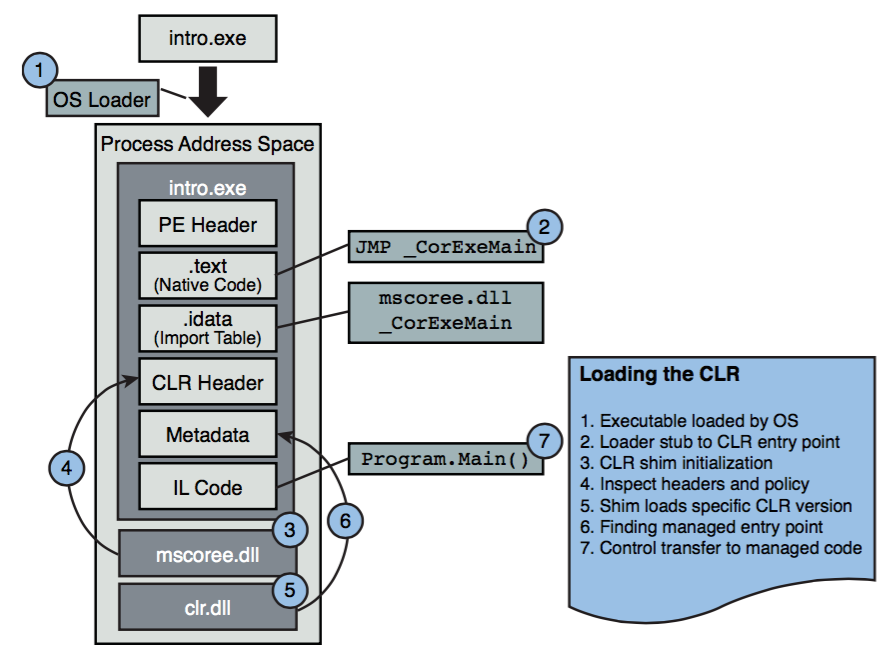 intro.exe
1
OS Loader
Process Address Space
intro.exe
PE Header
.text
(Native Code)
.idata
(Import Table)
CLR Header
Metadata
IL Code
mscoree.dll
clr.dll
2
JMP _CorExeMain
mscoree.dll
_CorExeMain
7
Program.Main()
4
3
6
5
Loading the CLR
1. Executable loaded by OS
2. Loader stub to CLR entry point
3. CLR shim initialization
4. Inspect headers and policy
5. Shim loads specific CLR version
6. Finding managed entry point
7. Control transfer to managed code